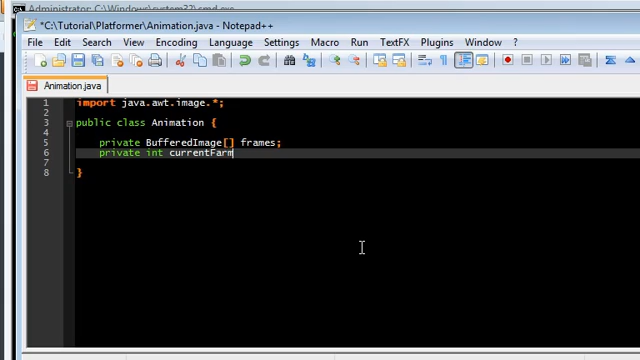 Administrator: C:\Windows\system32\cmd.exe
*C:\Tutorial\Platformer\Animation.java - Notepad++
File Edit Search View Encoding Language Settings Macro Run TextFX Plugins Window ?
Animation.java
1 import java.awt.image.*;
2
3 public class Animation {
4
5 private BufferedImage[] frames;
6 private int currentFarm
7
8 }